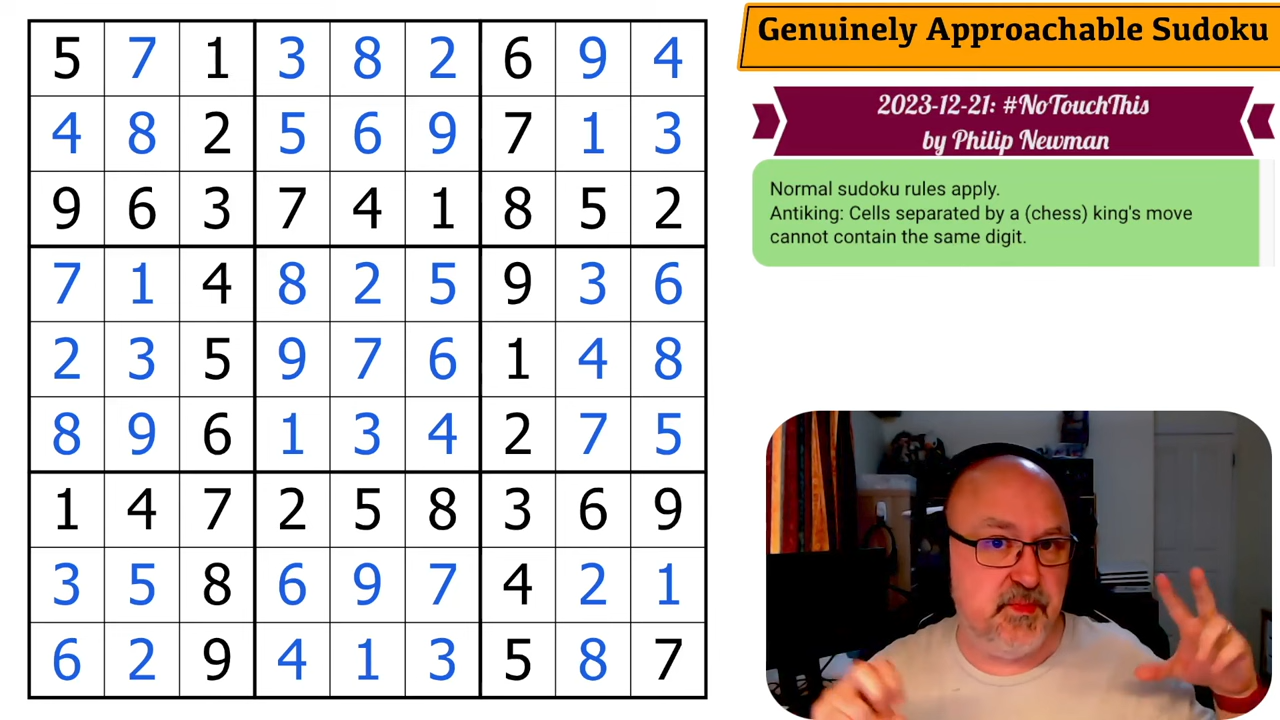 Genuinely Approachable Sudoku
2023-12-21: #NoTouchThis
by Philip Newman
Normal sudoku rules apply.
Antiking: Cells separated by a (chess) king's move
cannot contain the same digit.
5 7 1 3 8 2 6 9 4
4 8 2 5 6 9 7 1 3
9 6 3 7 4 1 8 5 2
7 1 4 8 2 5 9 3 6
2 3 5 9 7 6 1 4 8
8 9 6 1 3 4 2 7 5
1 4 7 2 5 8 3 6 9
3 5 8 6 9 7 4 2 1
6 2 9 4 1 3 5 8 7